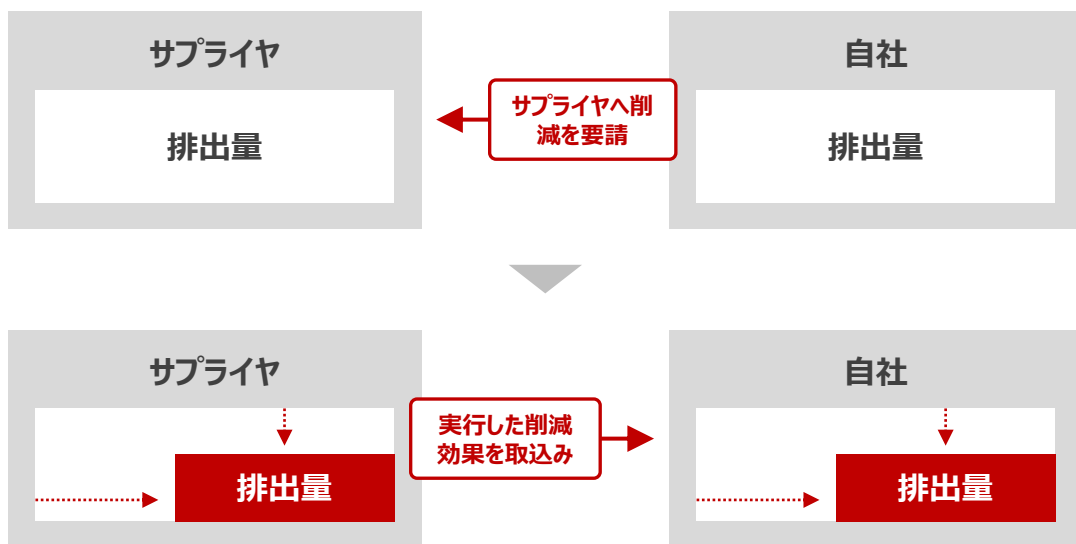 サプライヤ
自社
排出量
サプライヤへ削
減を要請
排出量
サプライヤ
自社
実行した削減
効果を取込み
排出量
排出量